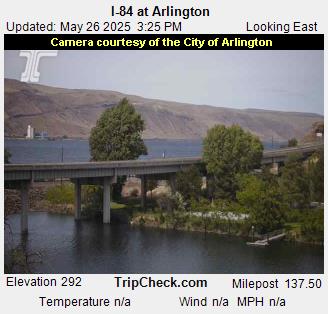 I-84 at Arlington
Updated: May 26 2025 3:25 PM Looking East
Camera courtesy of the City of Arlington
Elevation 292 TripCheck.com Milepost 137.50
Temperature n/a Wind n/a MPH n/a